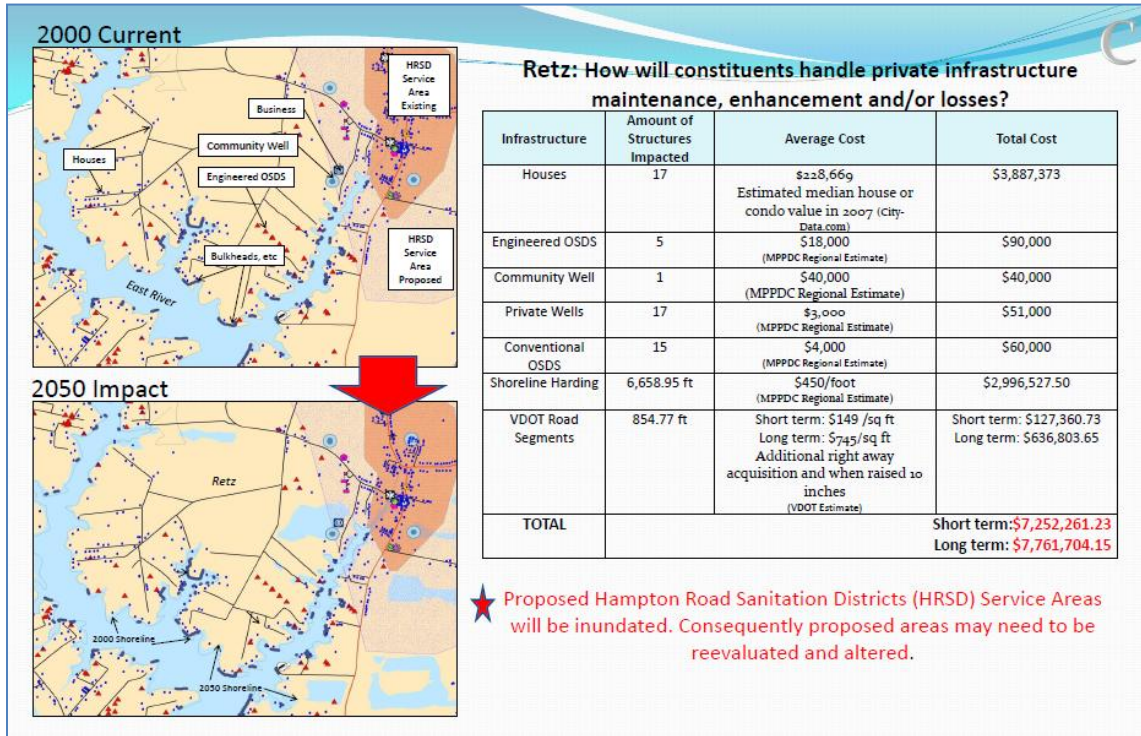 2000 Current
HRSD
Service
Area
Existing
Business
Community Well
Houses
Engineered OSDS
HRSD
Service
Area
Proposed
Bulkheads, etc
East River
2050 Impact
Retz
2000 Shoreline
2050 Shoreline
C
Retz: How will constituents handle private infrastructure
maintenance, enhancement and/or losses?
Infrastructure
Amount of
Structures
Impacted
Average Cost
Total Cost
Houses
17
$228,669
Estimated median house or
condo value in 2007 (City-
Data.com)
$3,887,373
Engineered OSDS
5
$18,000
(MPPDC Regional Estimate)
$90,000
Community Well
1
$40,000
(MPPDC Regional Estimate)
$40,000
Private Wells
17
$3,000
(MPPDC Regional Estimate)
$51,000
Conventional
OSDS
15
$4,000
(MPPDC Regional Estimate)
$60,000
Shoreline Harding
6,658.95 ft
$450/foot
(MPPDC Regional Estimate)
$2,996,527.50
VDOT Road
Segments
854.77 ft
Short term: $149 /sq ft
Long term: $745/sq ft
Additional right away
acquisition and when raised 10
inches
(VDOT Estimate)
Short term: $127,360.73
Long term: $636,803.65
TOTAL
Short term:$7,252,261.23
Long term: $7,761,704.15
Proposed Hampton Road Sanitation Districts (HRSD) Service Areas
will be inundated. Consequently proposed areas may need to be
reevaluated and altered.